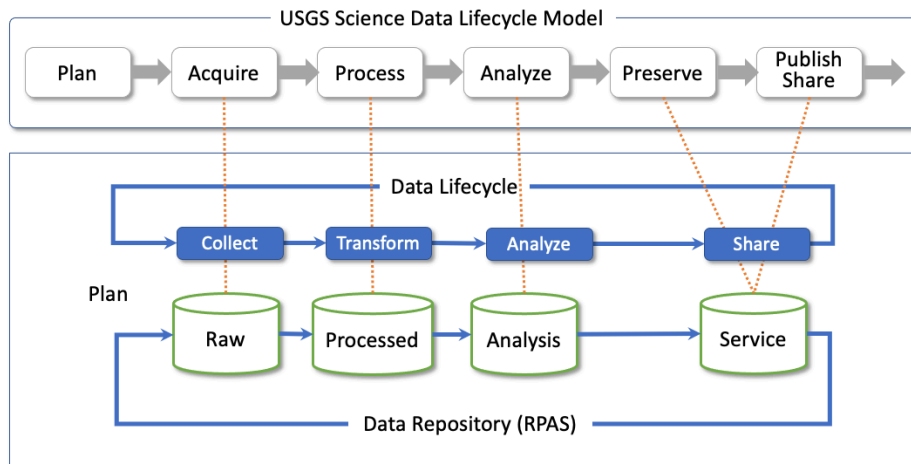 USGS Science Data Lifecycle Model
Plan
Acquire
Process
Analyze
Preserve
Publish
Share
Data Lifecycle
Collect
Transform
Analyze
Share
Plan
Raw
Processed
Analysis
Service
Data Repository (RPAS)